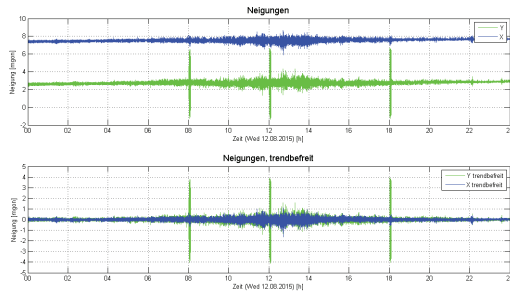 Neigungen
10
8
6
4
2
0
-2
Neigung [mgon]
Y
X
00 02 04 06 08 10 12 14 16 18 20 22 24
Zeit (Wed 12.08.2015) [h]
Neigungen, trendbefreit
5
4
3
2
1
0
-1
-2
-3
-4
-5
Neigung [mgon]
Y trendbefreit
X trendbefreit
00 02 04 06 08 10 12 14 16 18 20 22 24
Zeit (Wed 12.08.2015) [h]